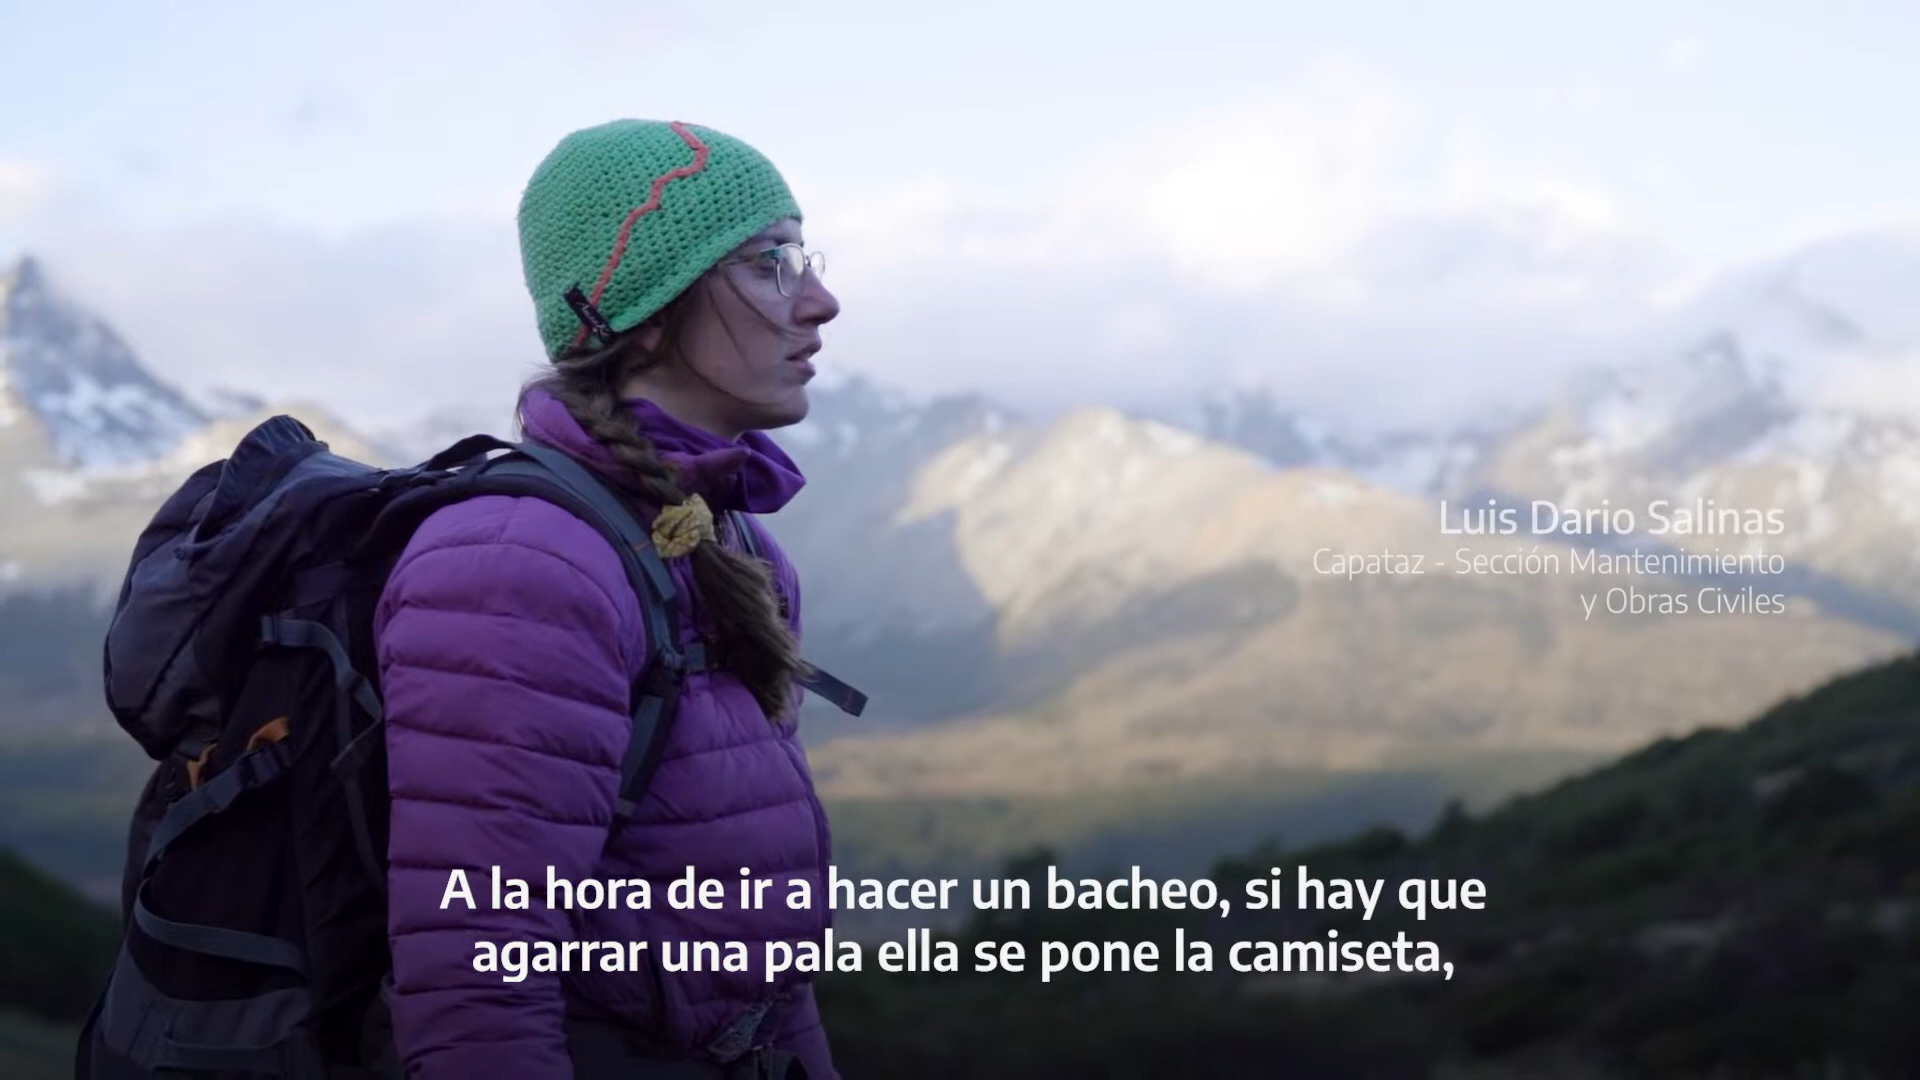 Luis Dario Salinas
Capataz - Sección Mantenimiento
y Obras Civiles
A la hora de ir a hacer un bacheo, si hay que
agarrar una pala ella se pone la camiseta,